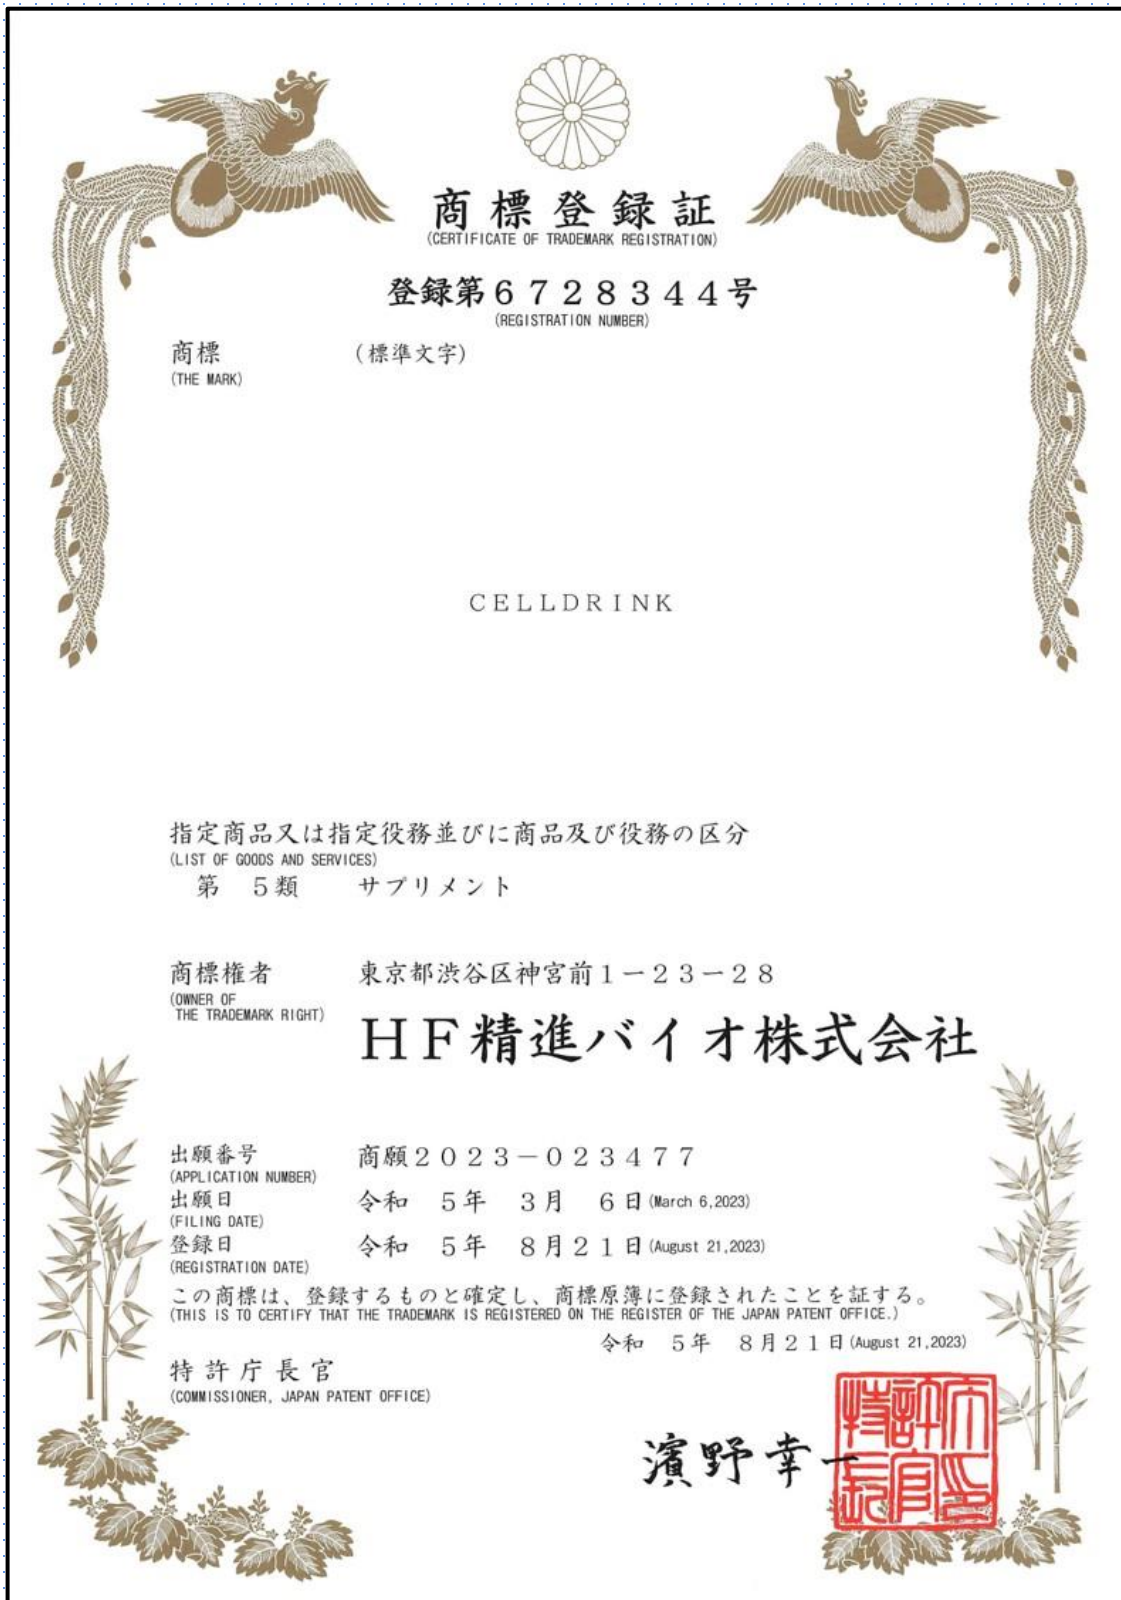 商標登録証
(CERTIFICATE OF TRADEMARK REGISTRATION)
登録第6728344号
(REGISTRATION NUMBER)
商標 (標準文字)
(THE MARK)
CELLDRINK
指定商品又は指定役務並びに商品及び役務の区分
(LIST OF GOODS AND SERVICES)
第 5類 サプリメント
商標権者 東京都渋谷区神宮前1-23-28
(OWNER OF
THE TRADEMARK RIGHT)
HF精進バイオ株式会社
出願番号 商願2023-023477
(APPLICATION NUMBER)
出願日 令和 5年 3月 6日(March 6,2023)
(FILING DATE)
登録日 令和 5年 8月21日(August 21,2023)
(REGISTRATION DATE)
この商標は、登録するものと確定し、商標原簿に登録されたことを証する。
(THIS IS TO CERTIFY THAT THE TRADEMARK IS REGISTERED ON THE REGISTER OF THE JAPAN PATENT OFFICE.)
令和 5年 8月21日(August 21,2023)
特許庁長官
(COMMISSIONER, JAPAN PATENT OFFICE)
濱野幸一